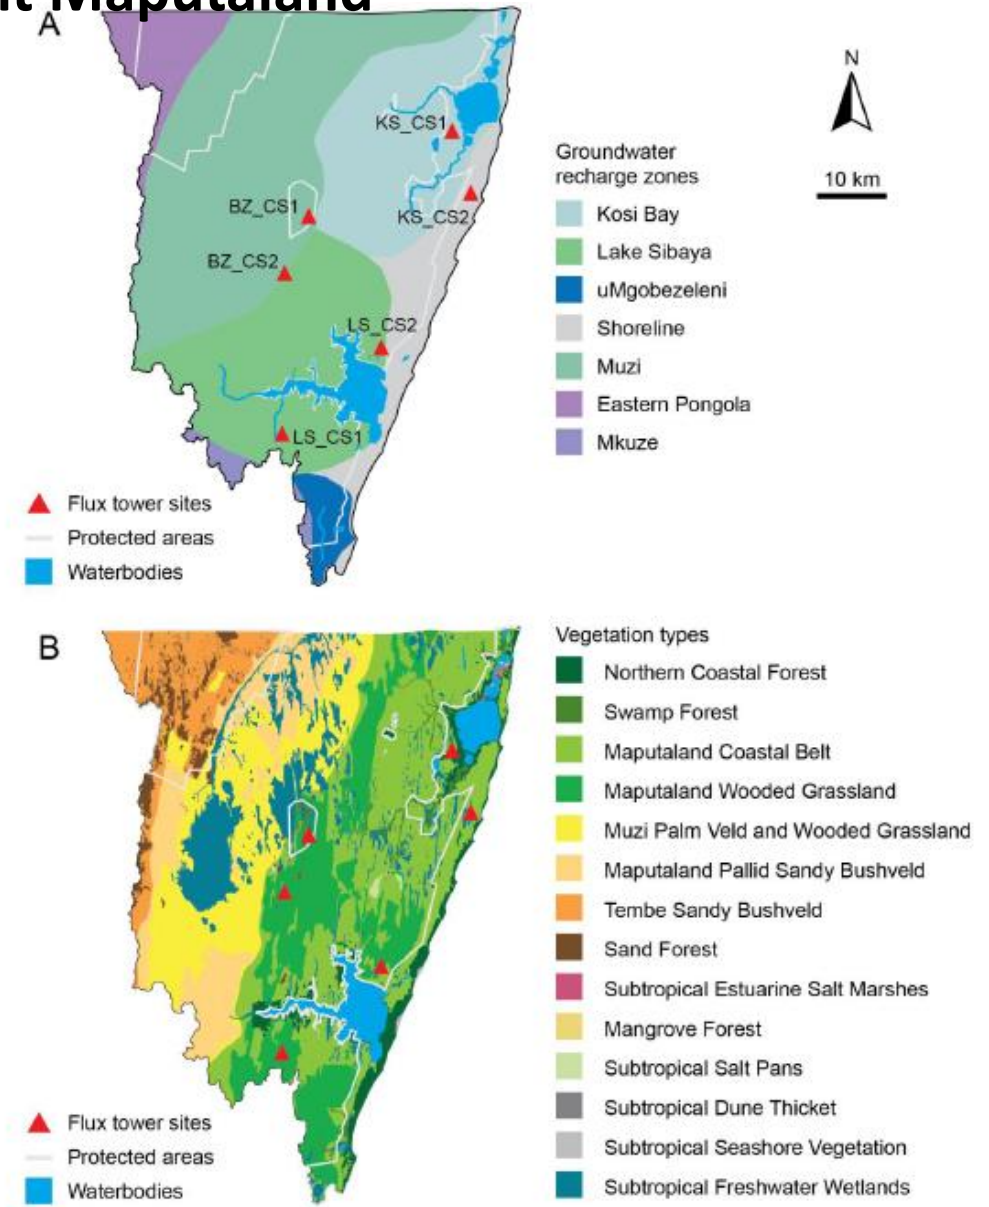 Maputaland
A
KS_CS1
KS_CS2
BZ_CS1
BZ_CS2
LS_CS2
LS_CS1
N
10 km
Groundwater
recharge zones
Kosi Bay
Lake Sibaya
uMgobezeleni
Shoreline
Muzi
Eastern Pongola
Mkuze
Flux tower sites
Protected areas
Waterbodies
B
Vegetation types
Northern Coastal Forest
Swamp Forest
Maputaland Coastal Belt
Maputaland Wooded Grassland
Muzi Palm Veld and Wooded Grassland
Maputaland Pallid Sandy Bushveld
Tembe Sandy Bushveld
Sand Forest
Subtropical Estuarine Salt Marshes
Mangrove Forest
Subtropical Salt Pans
Subtropical Dune Thicket
Subtropical Seashore Vegetation
Subtropical Freshwater Wetlands
Flux tower sites
Protected areas
Waterbodies